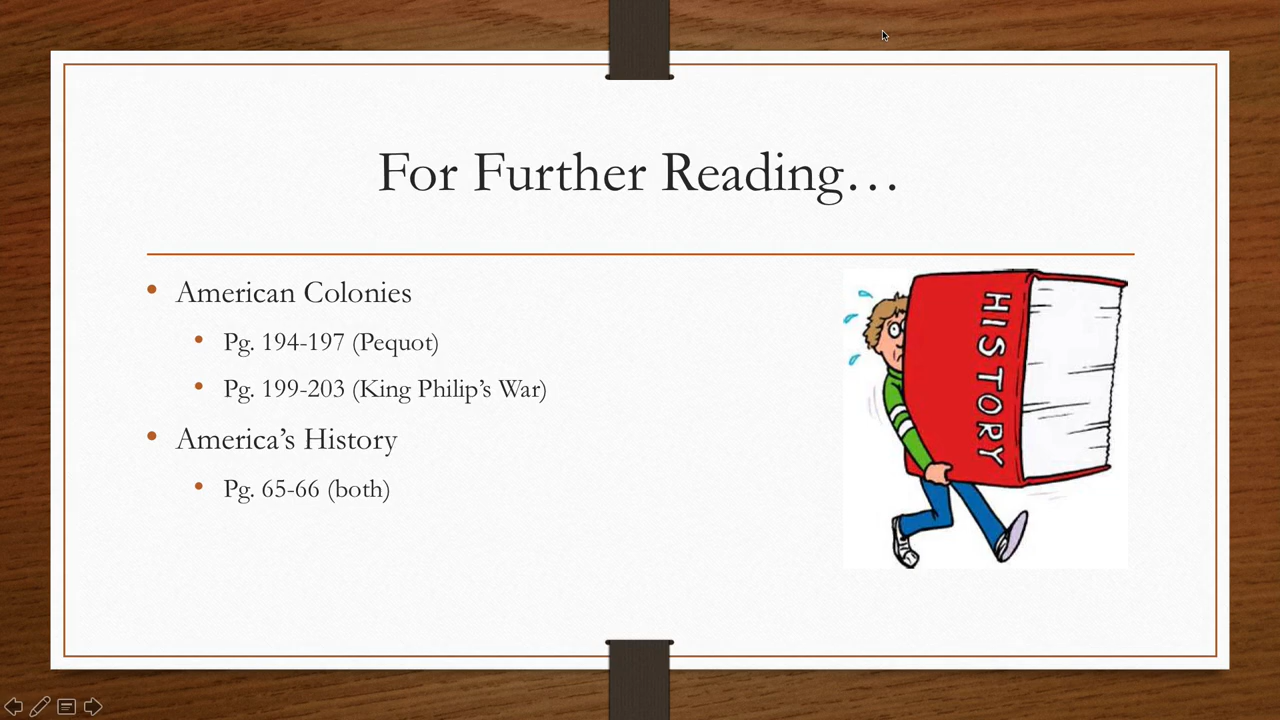 For Further Reading…
• American Colonies
• Pg. 194-197 (Pequot)
• Pg. 199-203 (King Philip’s War)
• America’s History
• Pg. 65-66 (both)
HISTORY